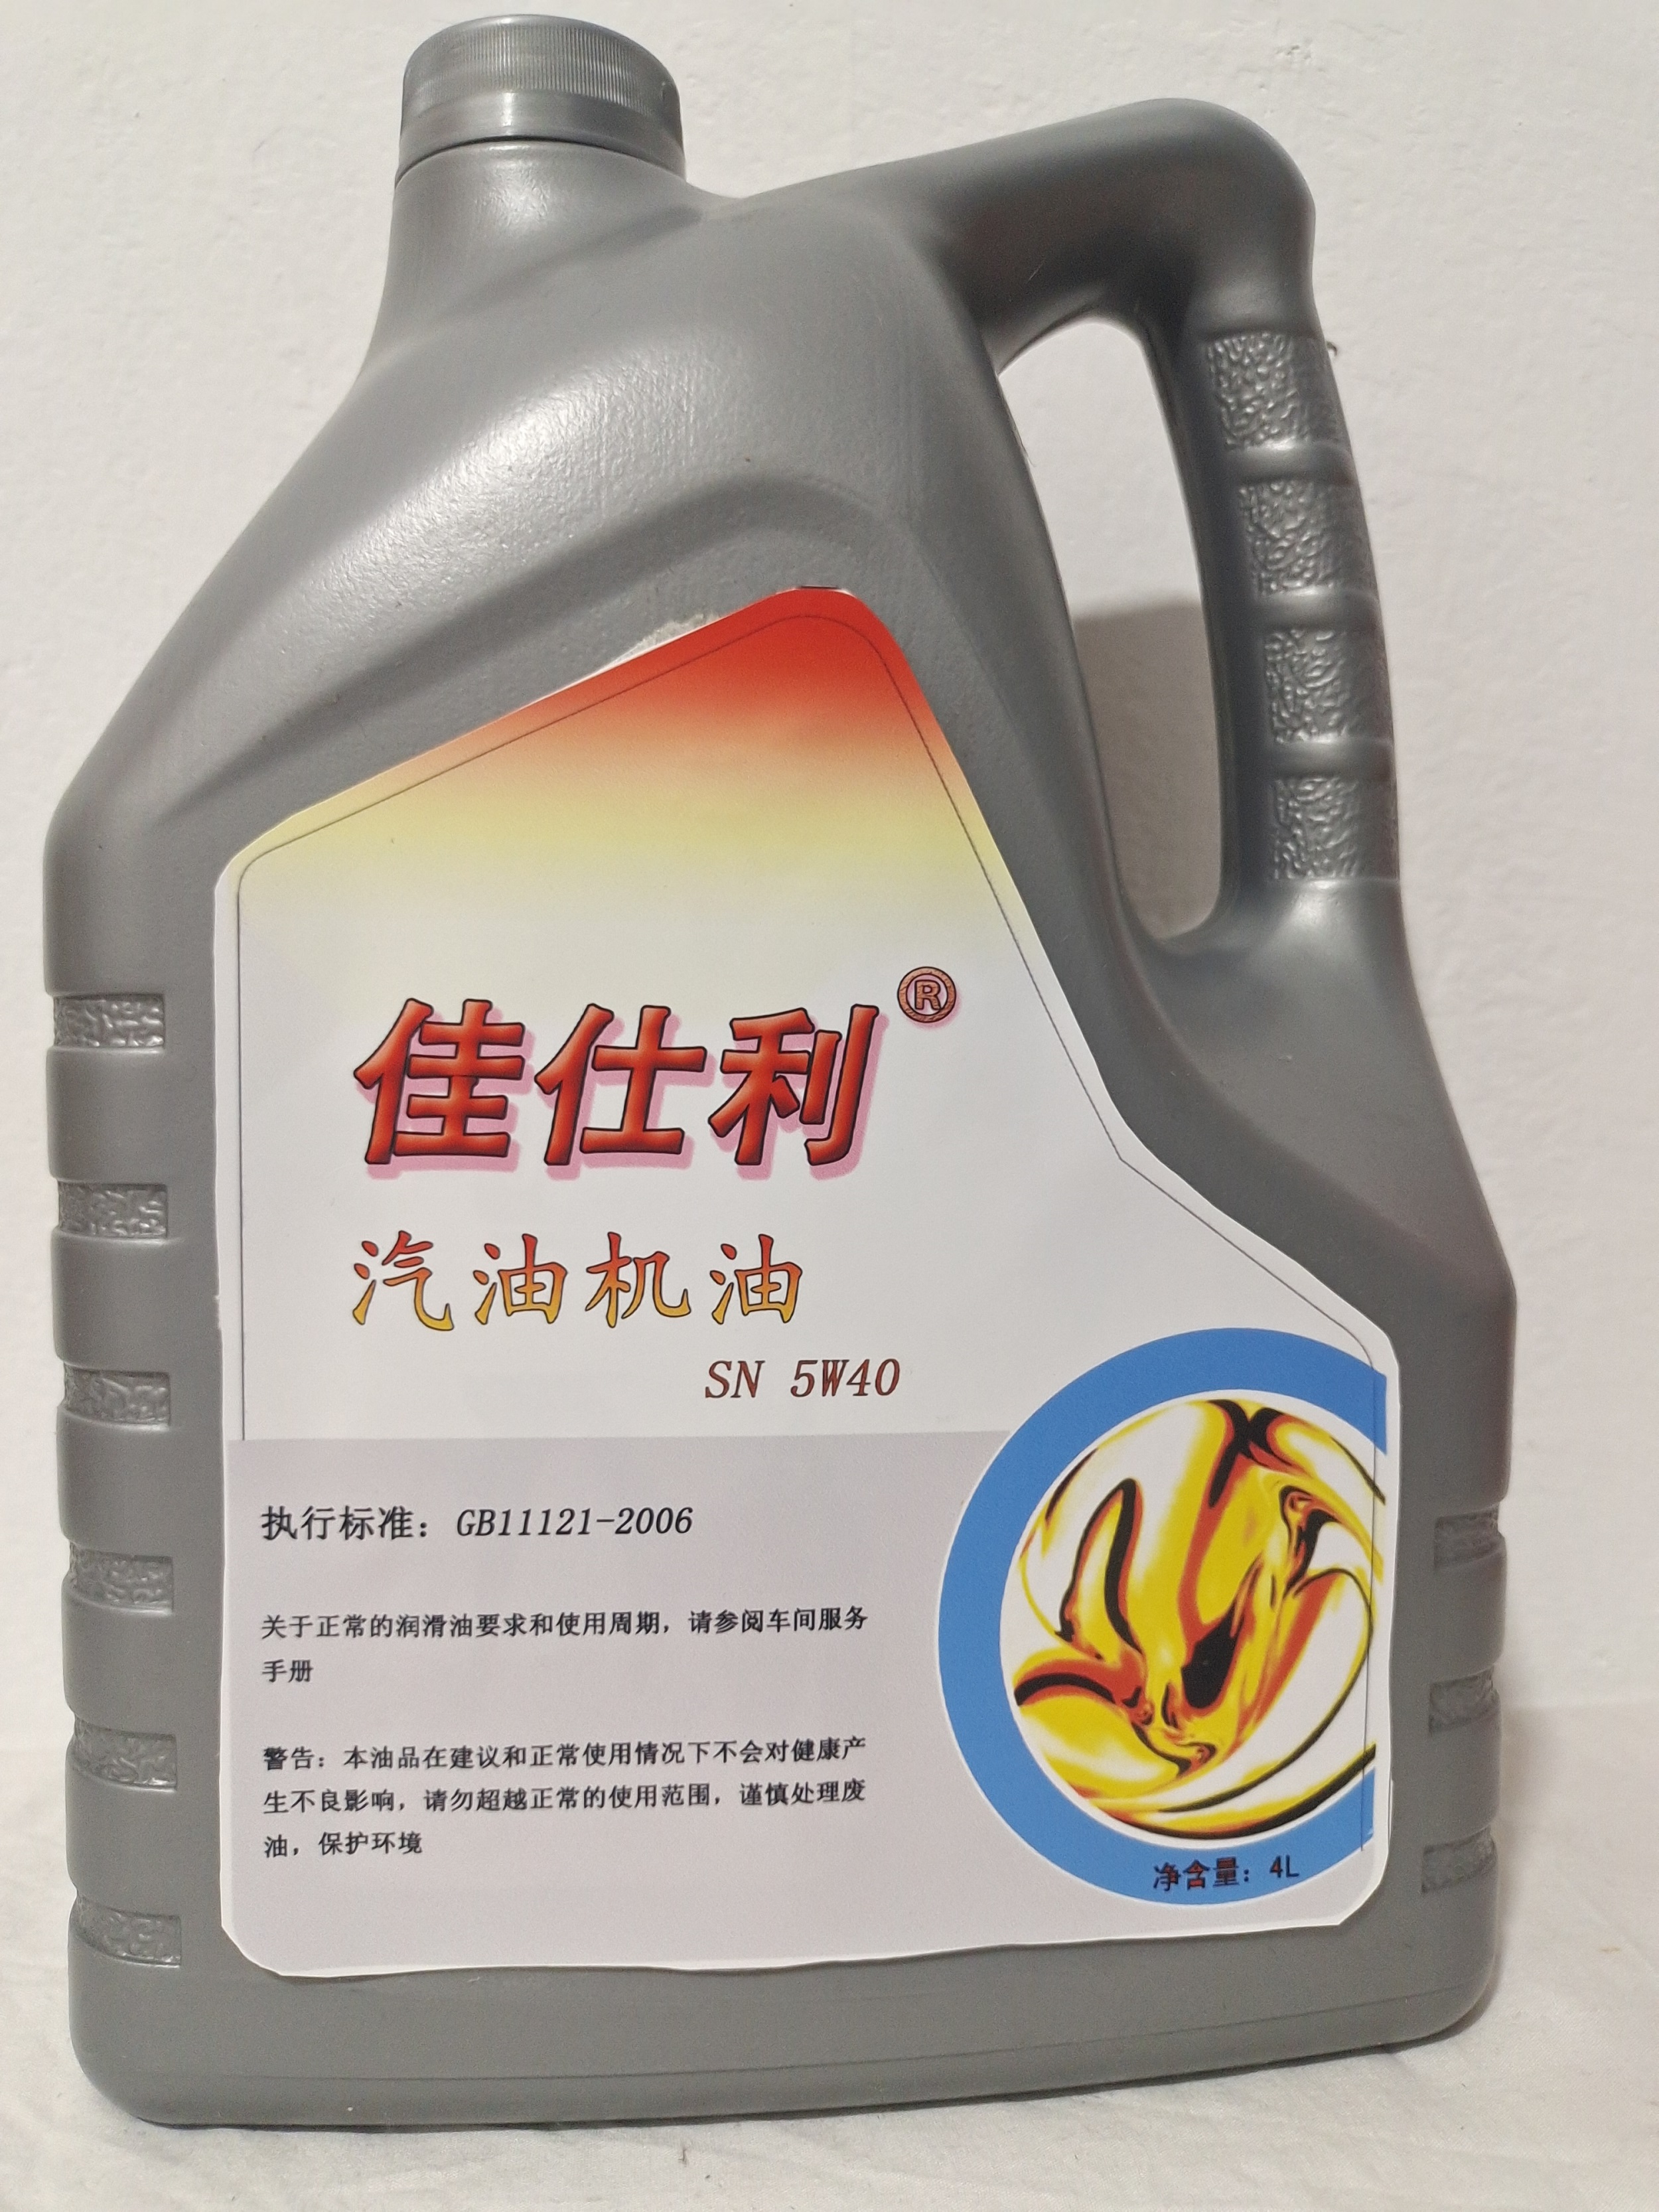 佳仕利®
汽油机油
SN 5W40
执行标准：GB11121-2006
关于正常的润滑油要求和使用周期，请参阅车间服务
手册
警告：本油品在建议和正常使用情况下不会对健康产
生不良影响，请勿超越正常的使用范围，谨慎处理废
油，保护环境
净含量：4L